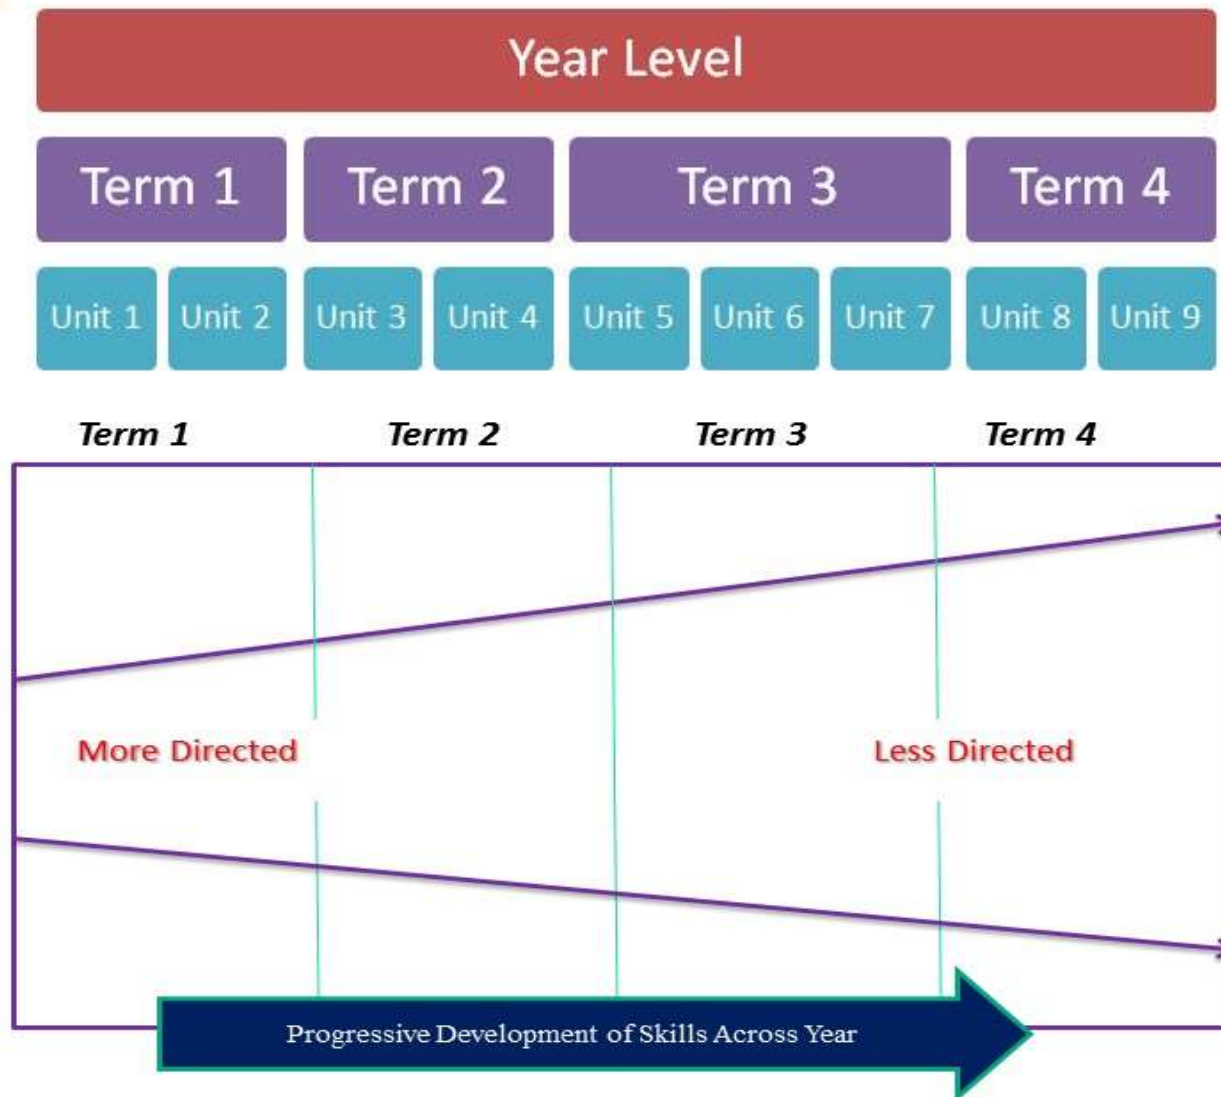 Year Level
Term 1 Term 2 Term 3 Term 4
Unit 1 Unit 2 Unit 3 Unit 4 Unit 5 Unit 6 Unit 7 Unit 8 Unit 9
Term 1 Term 2 Term 3 Term 4
More Directed Less Directed
Progressive Development of Skills Across Year